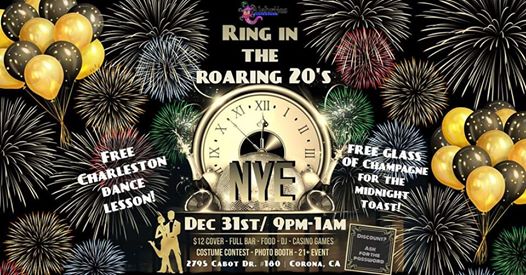 Ring in
the
roaring 20's
XII
NYE
Free
Charleston
dance
lesson!
free glass
of Champagne
for the
midnight
toast!
Dec 31st/ 9pm-1am
$12 COVER - FULL BAR - FOOD - DJ - CASINO GAMES
COSTUME CONTEST - PHOTO BOOTH - 21+ EVENT
2795 Cabot Dr. #160 | Corona, CA
Discount?
Ask
for the
password